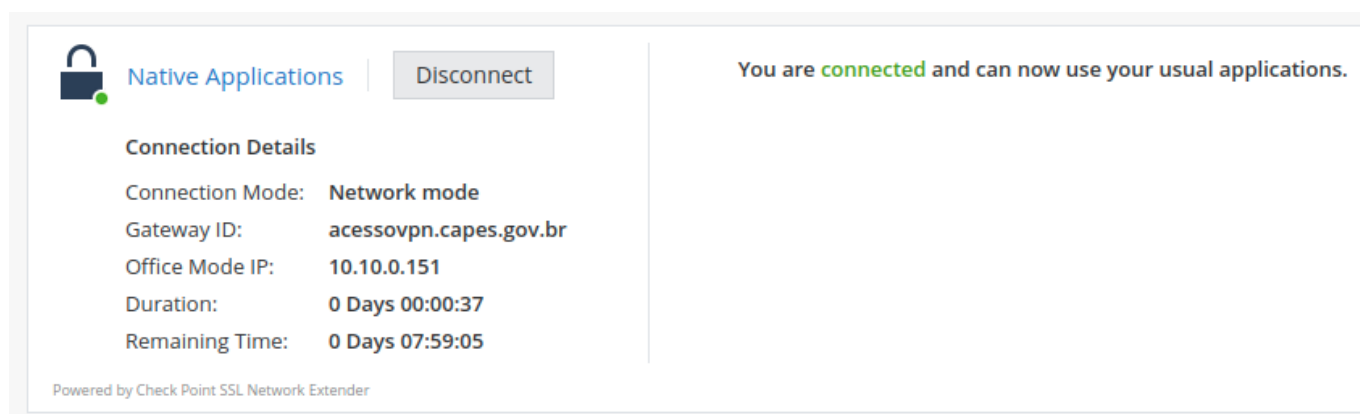 Native Applications
Disconnect
Connection Details
Connection Mode: Network mode
Gateway ID: acessovpn.capes.gov.br
Office Mode IP: 10.10.0.151
Duration: 0 Days 00:00:37
Remaining Time: 0 Days 07:59:05
Powered by Check Point SSL Network Extender
You are connected and can now use your usual applications.